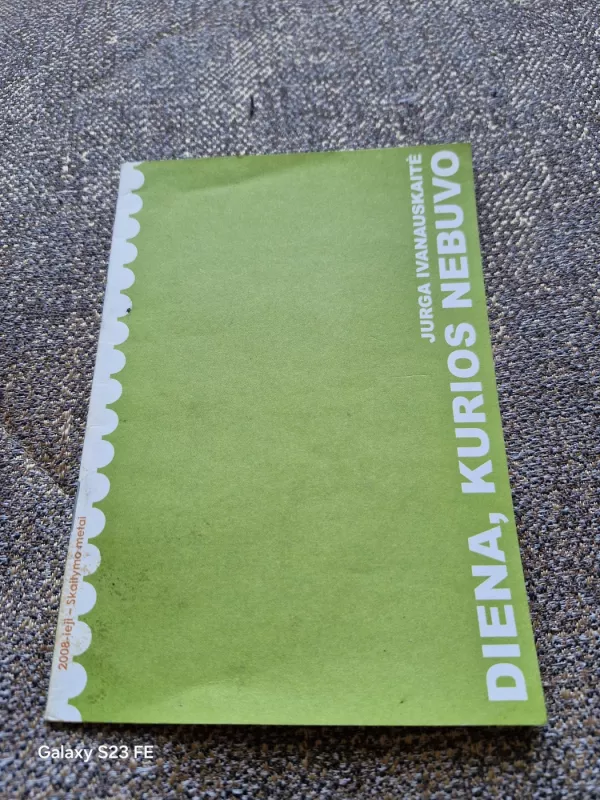 JURGA IVANAUSKAITĖ
DIENA, KURIOS NEBUVO
2008-ieji – Skaitymo metai
Galaxy S23 FE